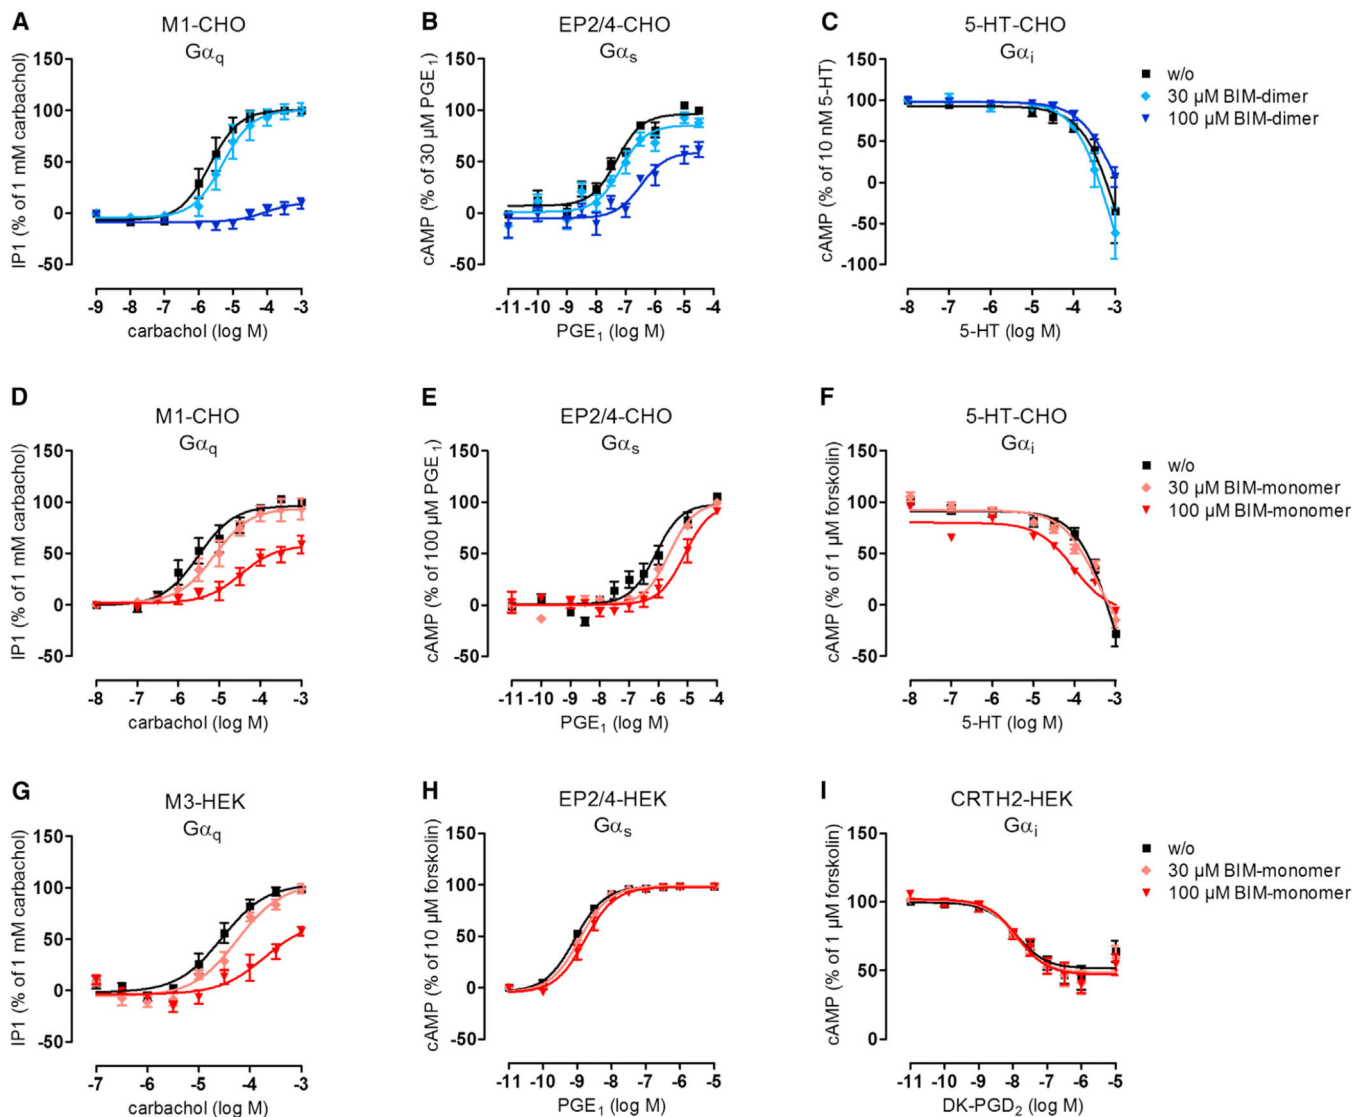 A
M1-CHO
Gαq
IP1 (% of 1 mM carbachol)
150
100
50
0
-50
-9 -8 -7 -6 -5 -4 -3
carbachol (log M)
B
EP2/4-CHO
Gαs
cAMP (% of 30 µM PGE1)
150
100
50
0
-50
-11 -10 -9 -8 -7 -6 -5 -4
PGE1 (log M)
C
5-HT-CHO
Gαi
cAMP (% of 10 nM 5-HT)
150
100
50
0
-50
-100
-8 -7 -6 -5 -4 -3
5-HT (log M)
w/o
30 µM BIM-dimer
100 µM BIM-dimer
D
M1-CHO
Gαq
IP1 (% of 1 mM carbachol)
150
100
50
0
-50
-8 -7 -6 -5 -4 -3
carbachol (log M)
E
EP2/4-CHO
Gαs
cAMP (% of 100 µM PGE1)
150
100
50
0
-50
-11 -10 -9 -8 -7 -6 -5 -4
PGE1 (log M)
F
5-HT-CHO
Gαi
cAMP (% of 1 µM forskolin)
150
100
50
0
-50
-8 -7 -6 -5 -4 -3
5-HT (log M)
w/o
30 µM BIM-monomer
100 µM BIM-monomer
G
M3-HEK
Gαq
IP1 (% of 1 mM carbachol)
150
100
50
0
-50
-7 -6 -5 -4 -3
carbachol (log M)
H
EP2/4-HEK
Gαs
cAMP (% of 10 µM forskolin)
150
100
50
0
-50
-11 -10 -9 -8 -7 -6 -5
PGE1 (log M)
I
CRTH2-HEK
Gαi
cAMP (% of 1 µM forskolin)
150
100
50
0
-11 -10 -9 -8 -7 -6 -5
DK-PGD2 (log M)
w/o
30 µM BIM-monomer
100 µM BIM-monomer